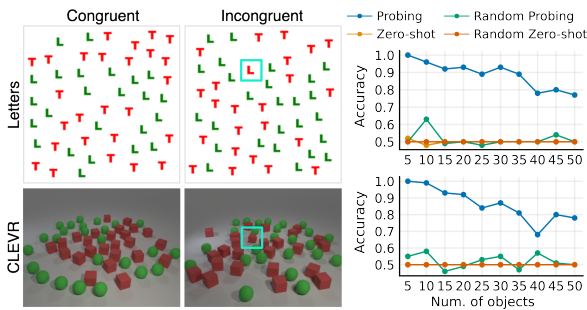 Congruent
Incongruent
Probing
Random Probing
Zero-shot
Random Zero-shot
Letters
CLEVR
Accuracy
1.0
0.9
0.8
0.7
0.6
0.5
5 10 15 20 25 30 35 40 45 50
Accuracy
1.0
0.9
0.8
0.7
0.6
0.5
5 10 15 20 25 30 35 40 45 50
Num. of objects